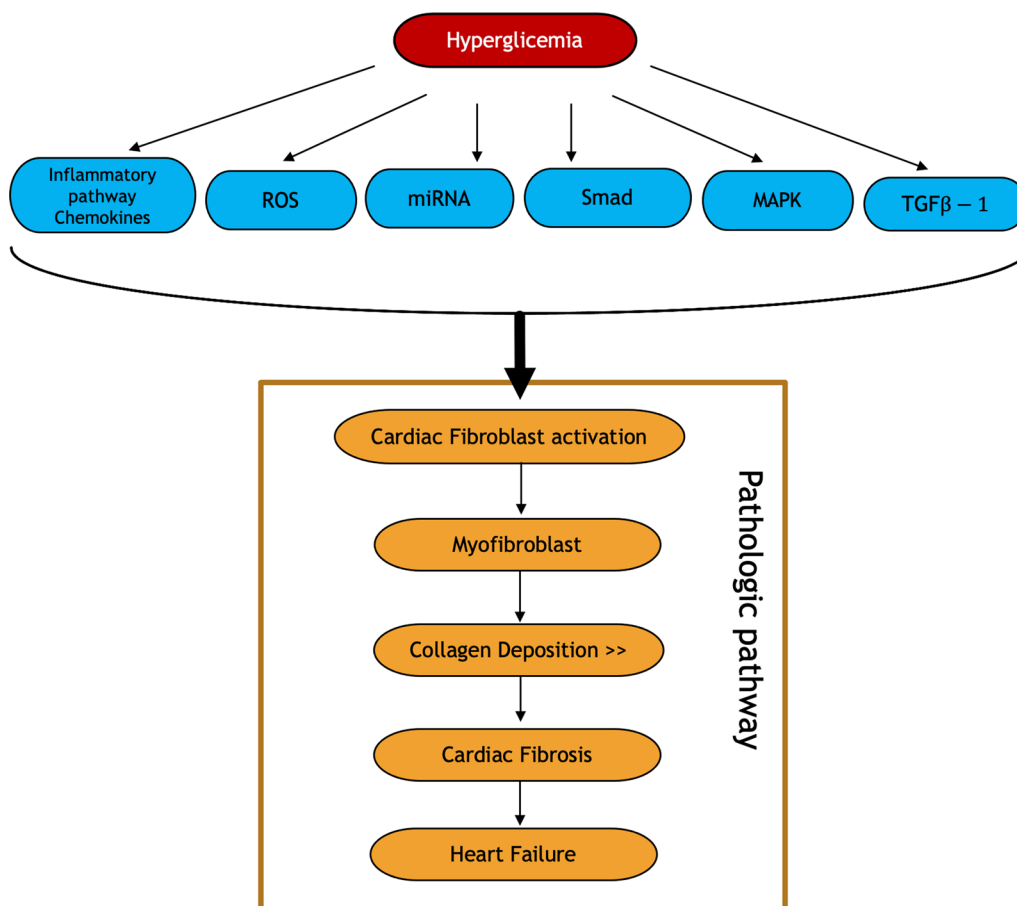 Hyperglicemia
Inflammatory
pathway
Chemokines
ROS
miRNA
Smad
MAPK
TGFβ – 1
Cardiac Fibroblast activation
Myofibroblast
Collagen Deposition >>
Cardiac Fibrosis
Heart Failure
Pathologic pathway